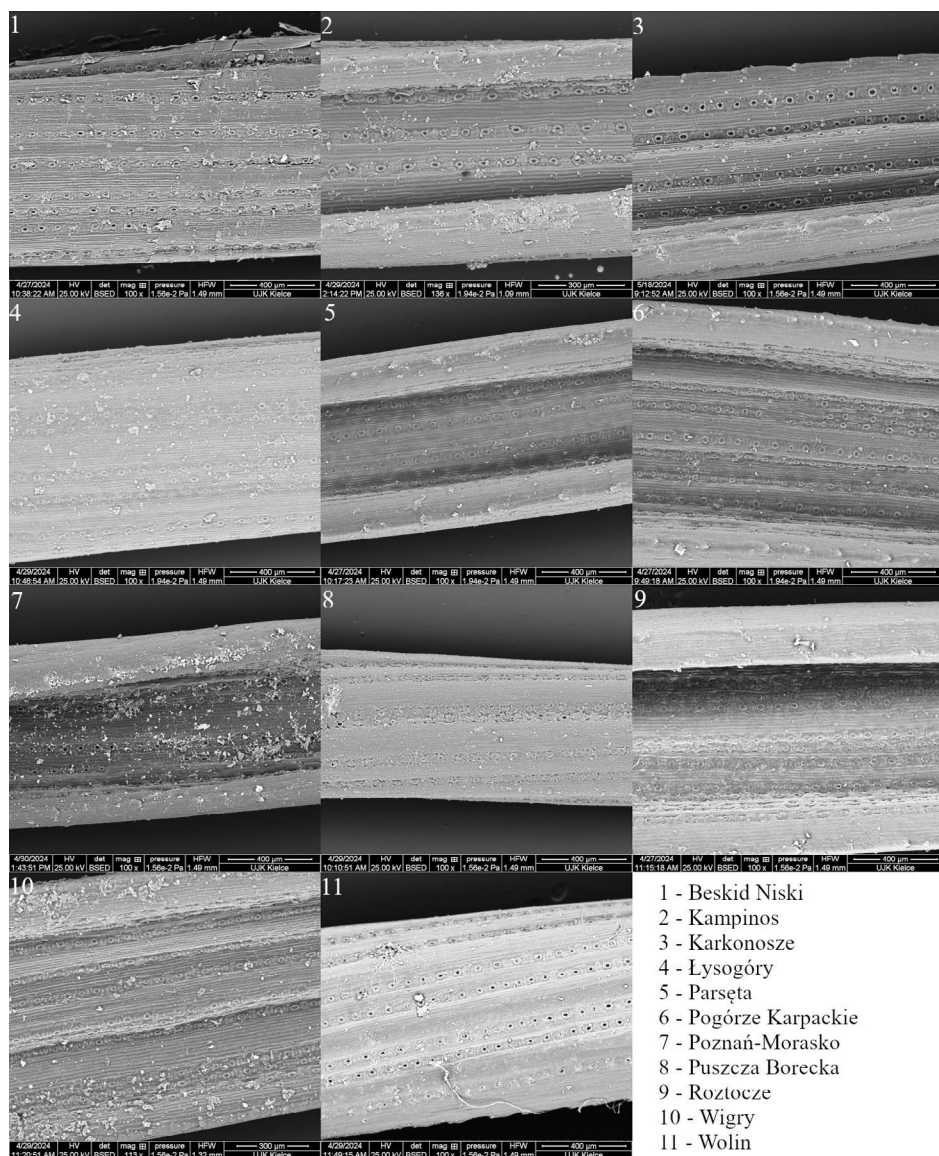 1
4/27/2024 HV det mag pressure HFW 400 µm
10:38:22 AM 25.00 kV BSED 100 x 1.56e-2 Pa 1.49 mm UJK Kielce
2
4/29/2024 HV det mag pressure HFW 300 µm
2:14:22 PM 25.00 kV BSED 136 x 1.94e-2 Pa 1.09 mm UJK Kielce
3
5/18/2024 HV det mag pressure HFW 400 µm
9:12:52 AM 25.00 kV BSED 100 x 1.56e-2 Pa 1.49 mm UJK Kielce
4
4/29/2024 HV det mag pressure HFW 400 µm
10:46:54 AM 25.00 kV BSED 100 x 1.94e-2 Pa 1.49 mm UJK Kielce
5
4/27/2024 HV det mag pressure HFW 400 µm
10:17:23 AM 25.00 kV BSED 100 x 1.94e-2 Pa 1.49 mm UJK Kielce
6
4/27/2024 HV det mag pressure HFW 400 µm
9:49:16 AM 25.00 kV BSED 100 x 1.94e-2 Pa 1.49 mm UJK Kielce
7
4/30/2024 HV det mag pressure HFW 400 µm
1:43:51 PM 25.00 kV BSED 100 x 1.56e-2 Pa 1.49 mm UJK Kielce
8
4/29/2024 HV det mag pressure HFW 400 µm
10:10:51 AM 25.00 kV BSED 100 x 1.56e-2 Pa 1.49 mm UJK Kielce
9
4/27/2024 HV det mag pressure HFW 400 µm
11:15:18 AM 25.00 kV BSED 100 x 1.56e-2 Pa 1.49 mm UJK Kielce
10
4/29/2024 HV det mag pressure HFW 300 µm
11:20:51 AM 25.00 kV BSED 113 x 1.56e-2 Pa 1.32 mm UJK Kielce
11
4/29/2024 HV det mag pressure HFW 400 µm
11:49:15 AM 25.00 kV BSED 100 x 1.56e-2 Pa 1.49 mm UJK Kielce
1 - Beskid Niski
2 - Kampinos
3 - Karkonosze
4 - Łysogóry
5 - Parsęta
6 - Pogórze Karpackie
7 - Poznań-Morasko
8 - Puszcza Borecka
9 - Roztocze
10 - Wigry
11 - Wolin